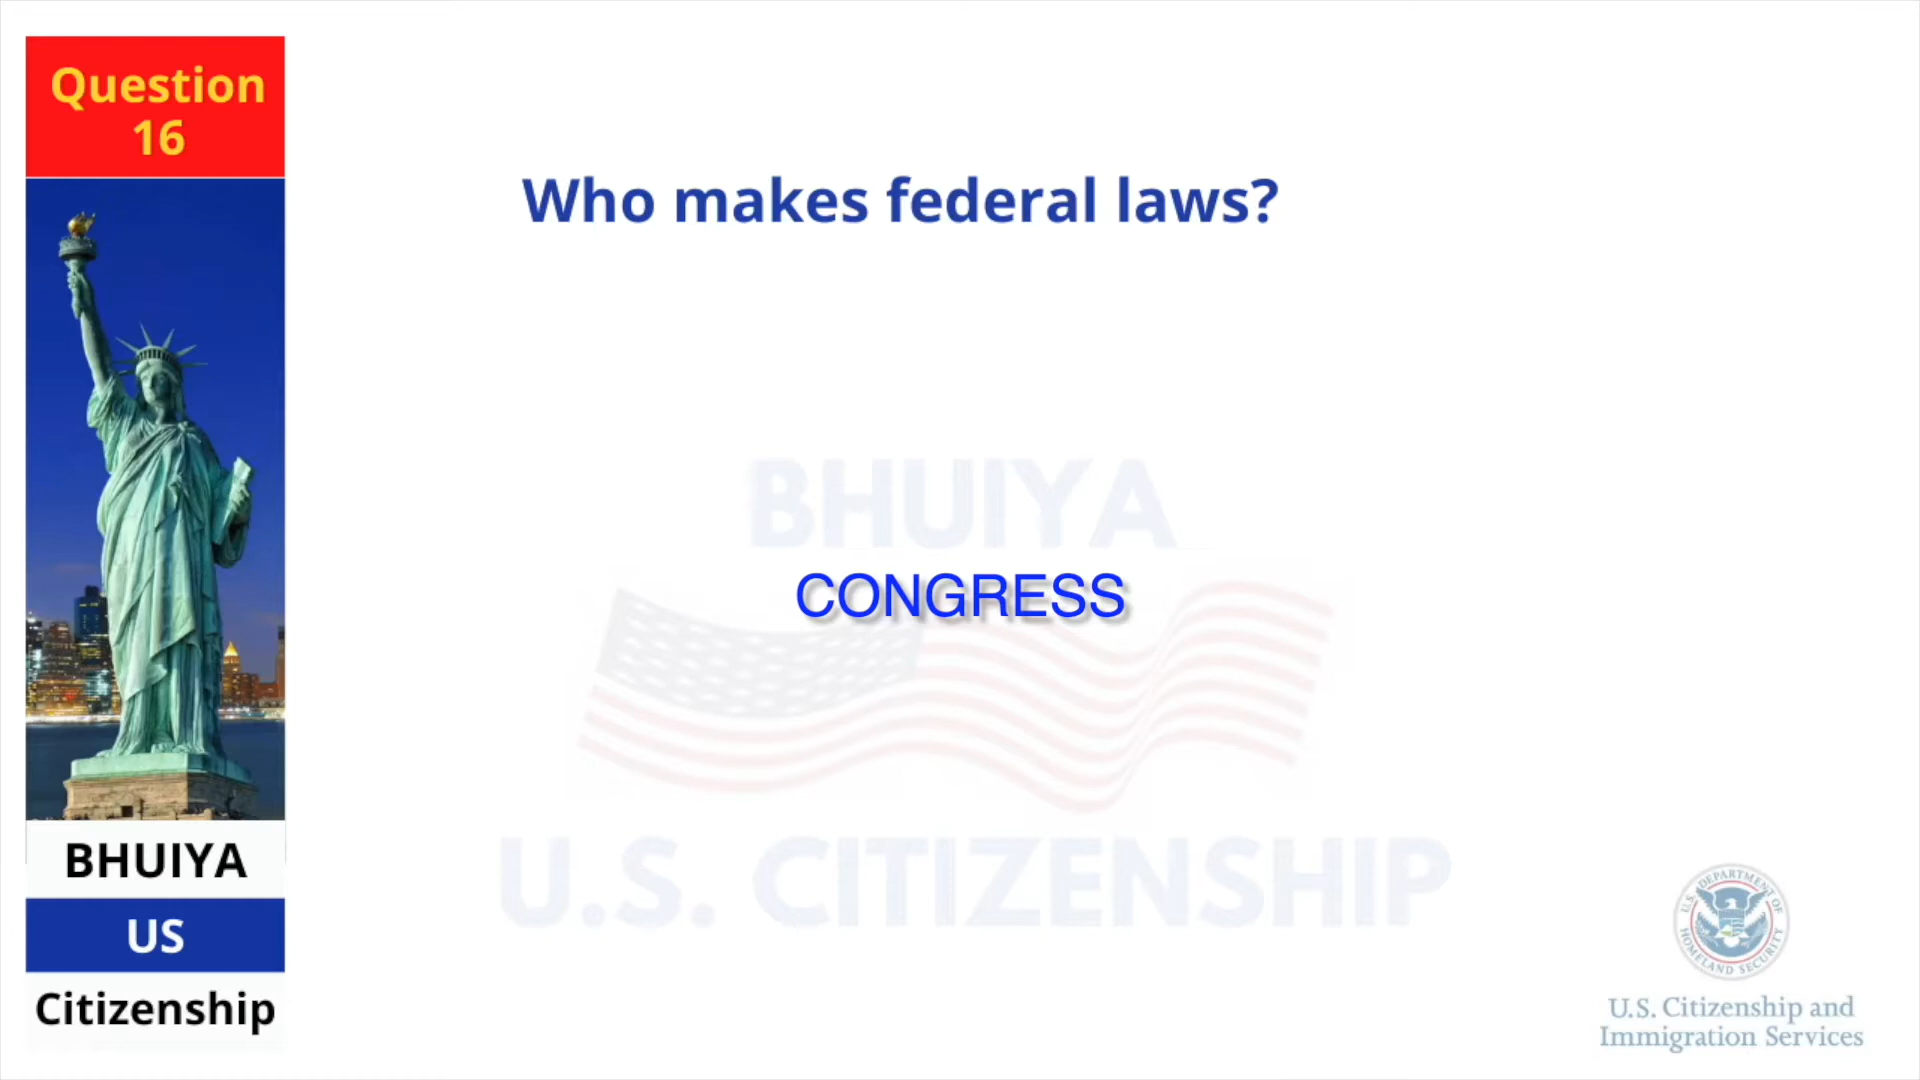 Question
16
Who makes federal laws?
BHUIYA
CONGRESS
U.S. CITIZENSHIP
BHUIYA
US
Citizenship
U.S. DEPARTMENT OF
HOMELAND SECURITY
U.S. Citizenship and
Immigration Services